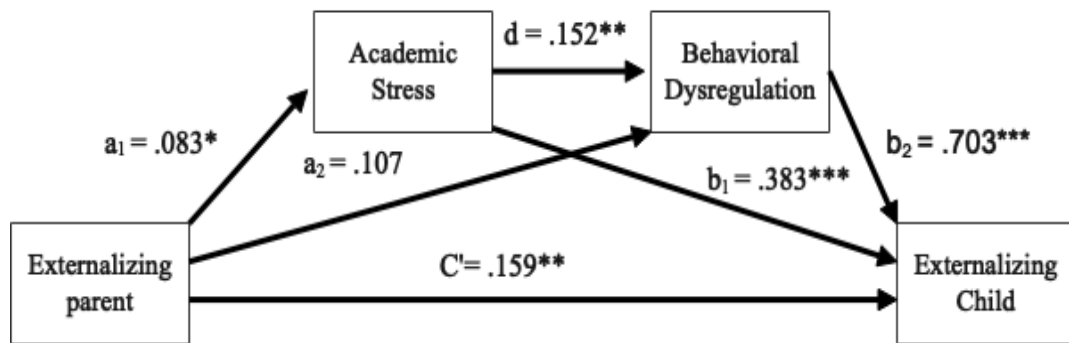 Academic
Stress
d = .152**
Behavioral
Dysregulation
a₁ = .083*
a₂ = .107
b₁ = .383***
b₂ = .703***
Externalizing
parent
C'= .159**
Externalizing
Child